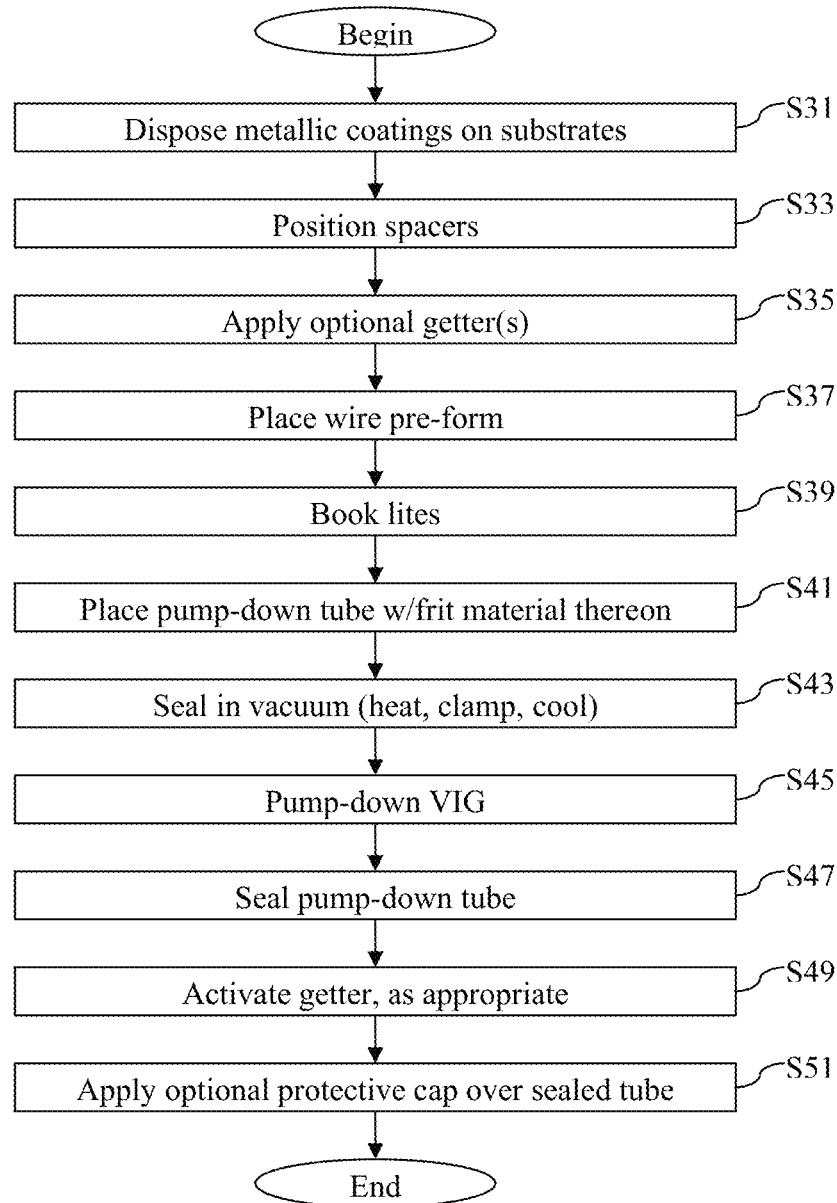 Begin
Dispose metallic coatings on substrates
S31
Position spacers
S33
Apply optional getter(s)
S35
Place wire pre-form
S37
Book lites
S39
Place pump-down tube w/frit material thereon
S41
Seal in vacuum (heat, clamp, cool)
S43
Pump-down VIG
S45
Seal pump-down tube
S47
Activate getter, as appropriate
S49
Apply optional protective cap over sealed tube
S51
End